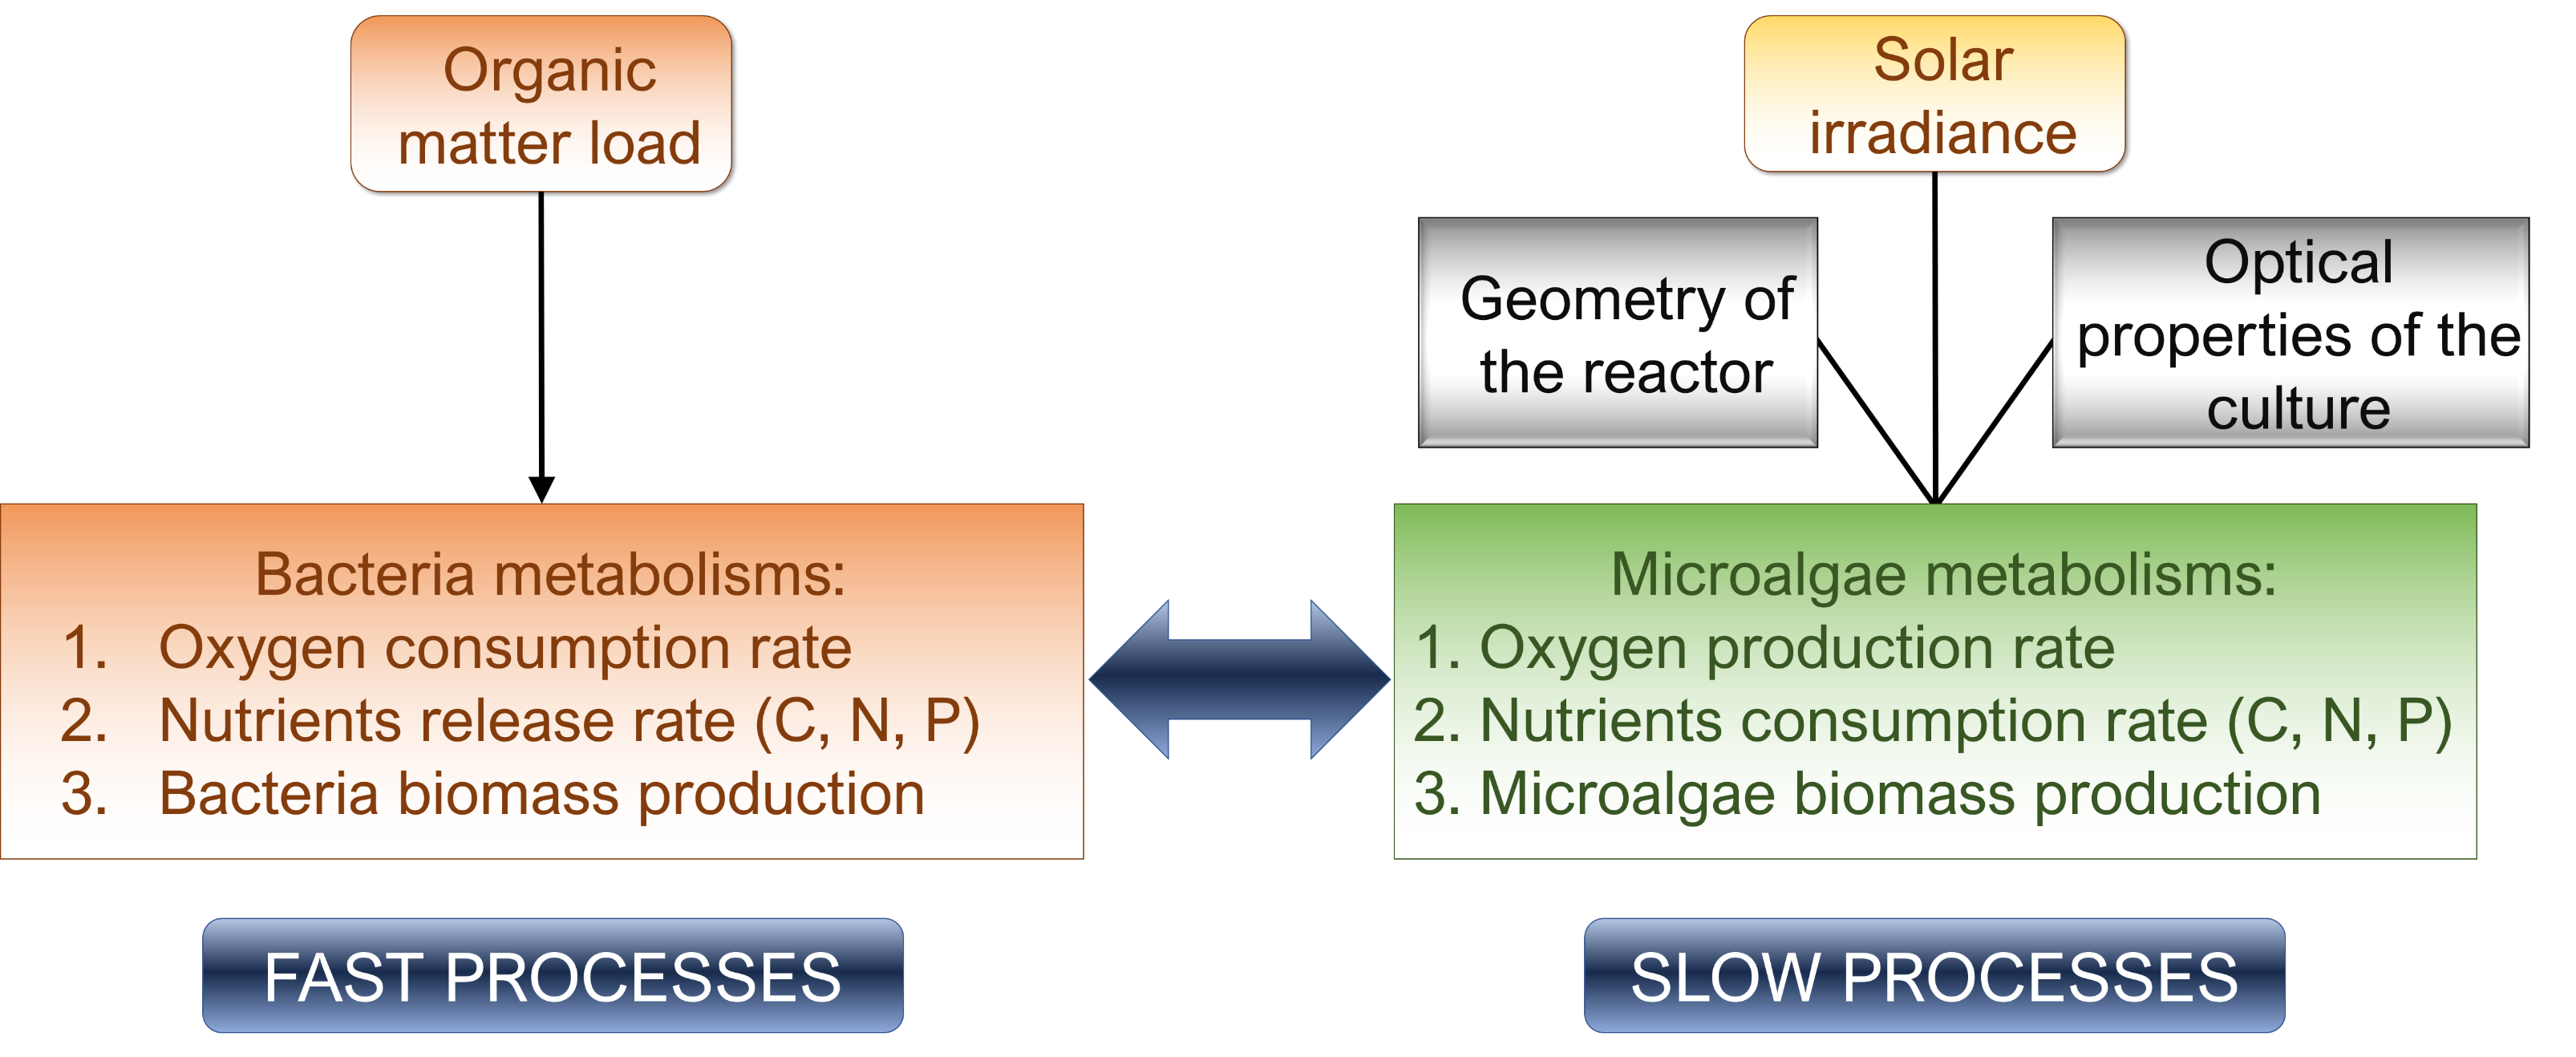 Organic
matter load
Solar
irradiance
Geometry of
the reactor
Optical
properties of the
culture
Bacteria metabolisms:
1. Oxygen consumption rate
2. Nutrients release rate (C, N, P)
3. Bacteria biomass production
Microalgae metabolisms:
1. Oxygen production rate
2. Nutrients consumption rate (C, N, P)
3. Microalgae biomass production
FAST PROCESSES
SLOW PROCESSES